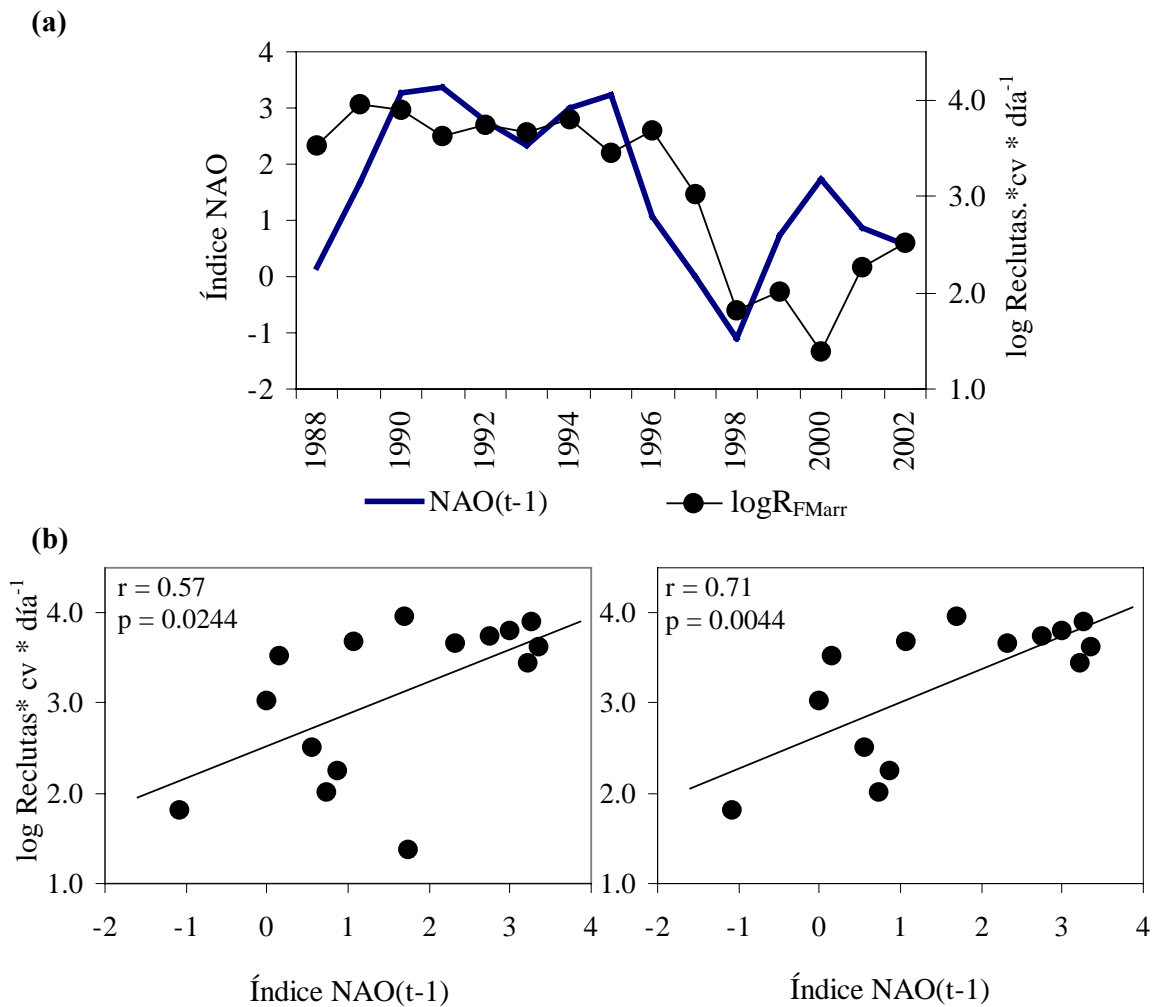 (a)
4
3
2
1
0
-1
-2
Índice NAO
4.0
3.0
2.0
1.0
log Reclutas.*cv * día-1
1988
1990
1992
1994
1996
1998
2000
2002
NAO(t-1)
logRFMarr
(b)
r = 0.57
p = 0.0244
4.0
3.0
2.0
1.0
log Reclutas* cv * día-1
-2 -1 0 1 2 3 4
Índice NAO(t-1)
r = 0.71
p = 0.0044
4.0
3.0
2.0
1.0
-2 -1 0 1 2 3 4
Índice NAO(t-1)